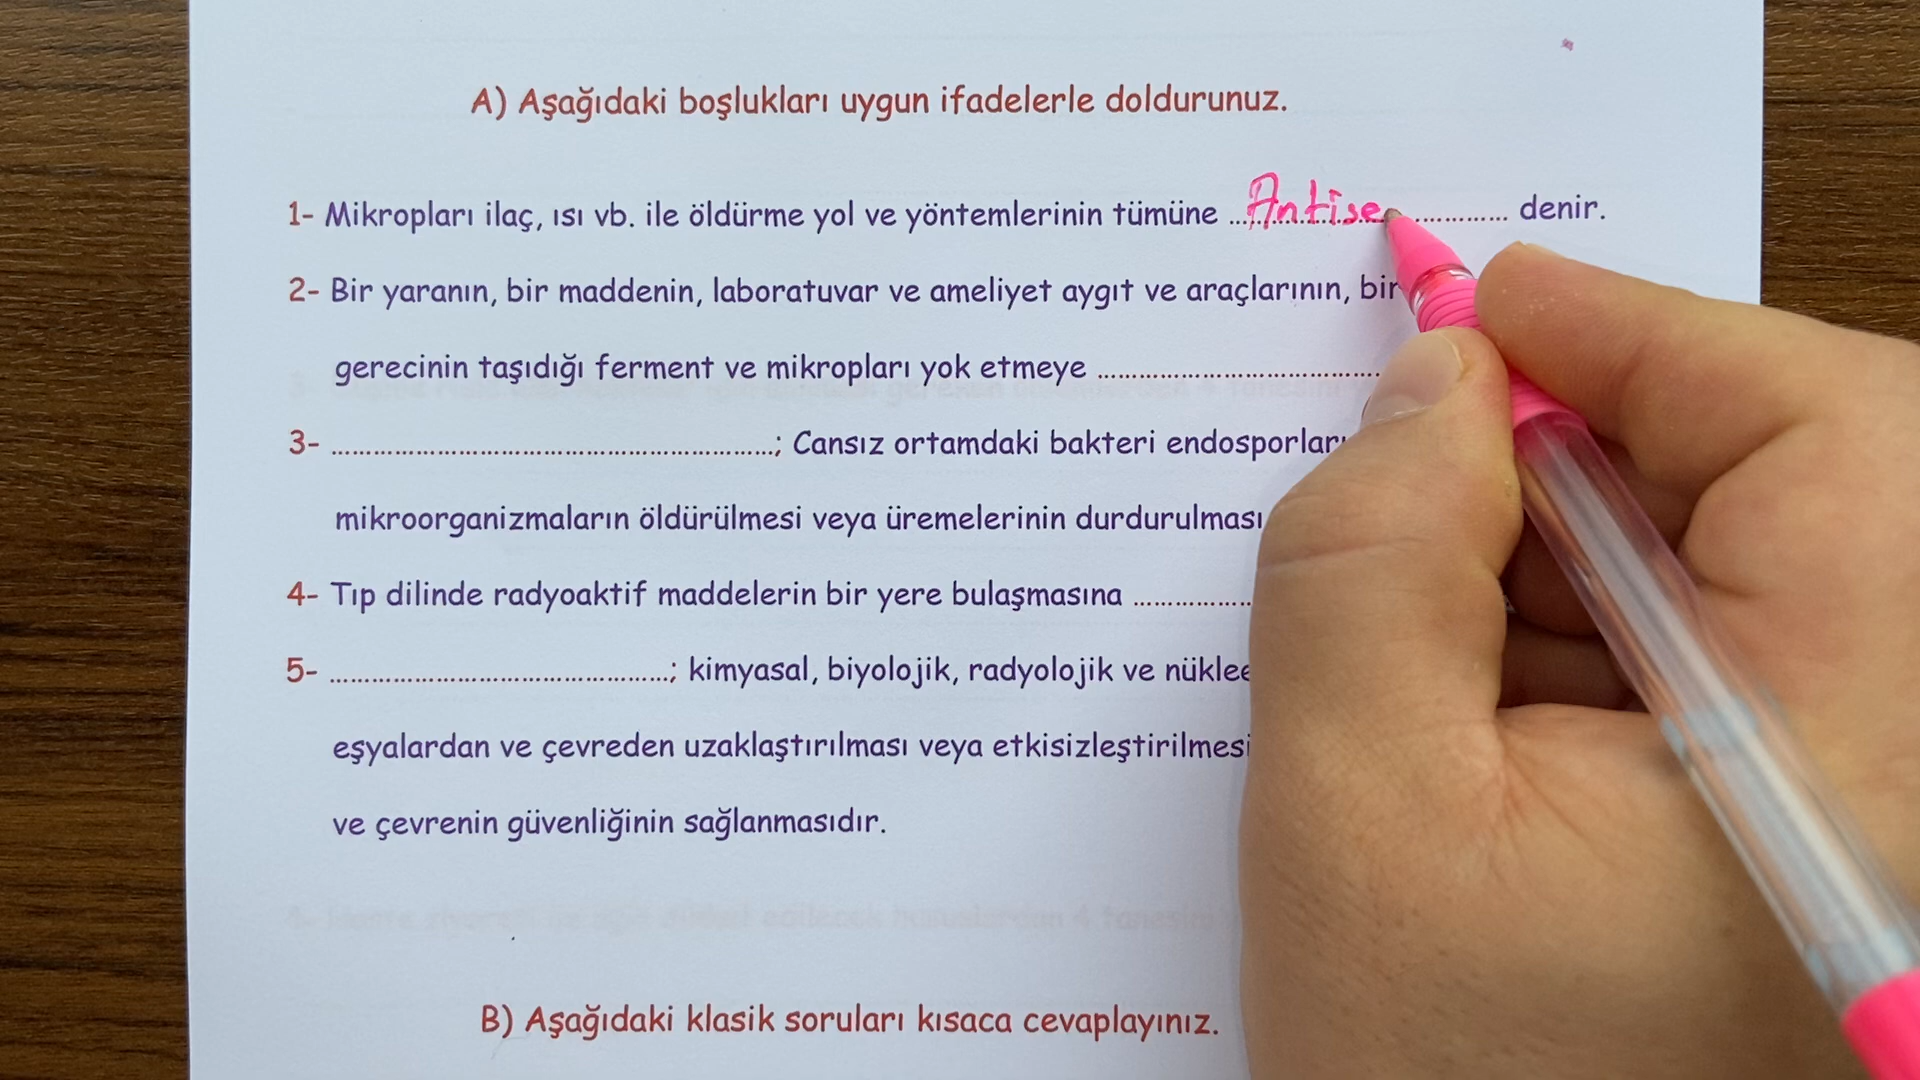 A) Aşağıdaki boşlukları uygun ifadelerle doldurunuz.
1- Mikropları ilaç, ısı vb. ile öldürme yol ve yöntemlerinin tümüne ...Antise............... denir.
2- Bir yaranın, bir maddenin, laboratuvar ve ameliyet aygıt ve araçlarının, bir
gerecinin taşıdığı ferment ve mikropları yok etmeye ........................................
3- ...............................................................; Cansız ortamdaki bakteri endosporları
mikroorganizmaların öldürülmesi veya üremelerinin durdurulması
4- Tıp dilinde radyoaktif maddelerin bir yere bulaşmasına .................
5- ................................................; kimyasal, biyolojik, radyolojik ve nüklee
eşyalardan ve çevreden uzaklaştırılması veya etkisizleştirilmesi
ve çevrenin güvenliğinin sağlanmasıdır.
B) Aşağıdaki klasik soruları kısaca cevaplayınız.